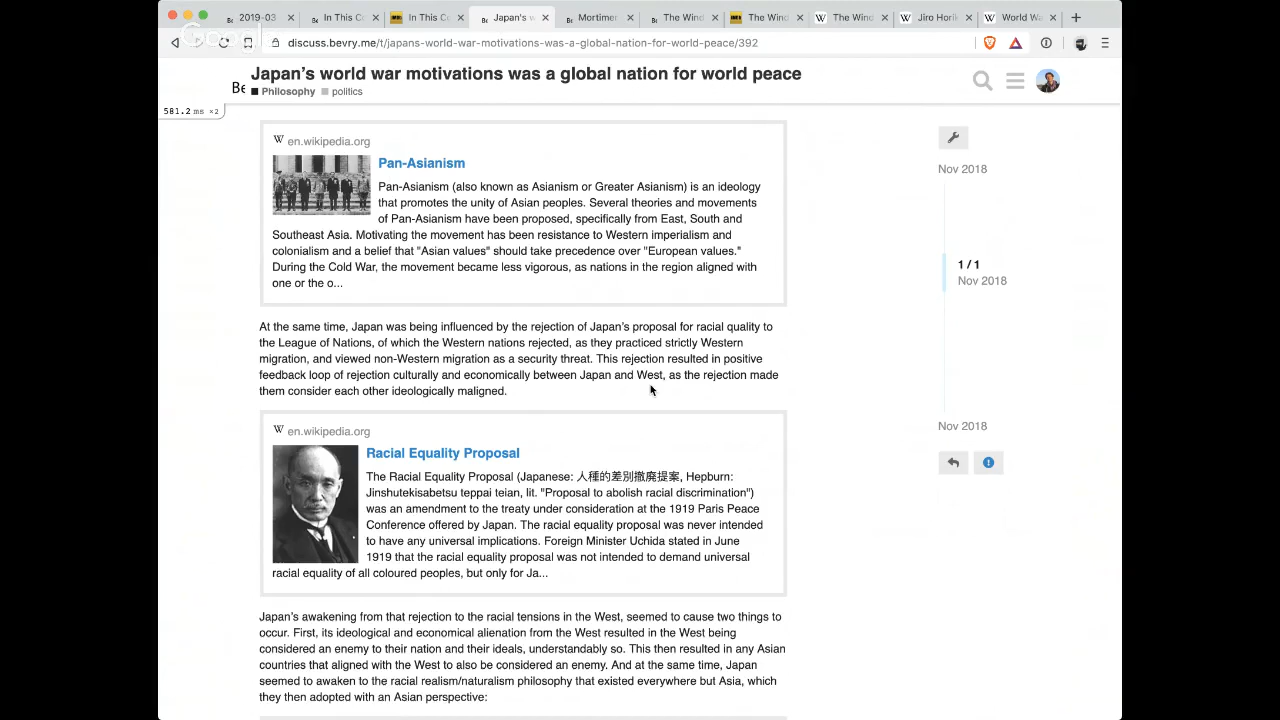 2019-03
In This C
In This C
Japan's w
Mortimer
The Wind
The Wind
The Wind
Jiro Horik
World Wa
discuss.bevry.me/t/japans-world-war-motivations-was-a-global-nation-for-world-peace/392
Be
Japan's world war motivations was a global nation for world peace
Philosophy politics
581.2 ms ×2
W en.wikipedia.org
Pan-Asianism
Pan-Asianism (also known as Asianism or Greater Asianism) is an ideology
that promotes the unity of Asian peoples. Several theories and movements
of Pan-Asianism have been proposed, specifically from East, South and
Southeast Asia. Motivating the movement has been resistance to Western imperialism and
colonialism and a belief that "Asian values" should take precedence over "European values."
During the Cold War, the movement became less vigorous, as nations in the region aligned with
one or the o...
At the same time, Japan was being influenced by the rejection of Japan's proposal for racial quality to
the League of Nations, of which the Western nations rejected, as they practiced strictly Western
migration, and viewed non-Western migration as a security threat. This rejection resulted in positive
feedback loop of rejection culturally and economically between Japan and West, as the rejection made
them consider each other ideologically maligned.
W en.wikipedia.org
Racial Equality Proposal
The Racial Equality Proposal (Japanese: 人種的差別撤廃提案, Hepburn:
Jinshutekisabetsu teppai teian, lit. "Proposal to abolish racial discrimination")
was an amendment to the treaty under consideration at the 1919 Paris Peace
Conference offered by Japan. The racial equality proposal was never intended
to have any universal implications. Foreign Minister Uchida stated in June
1919 that the racial equality proposal was not intended to demand universal
racial equality of all coloured peoples, but only for Ja...
Japan's awakening from that rejection to the racial tensions in the West, seemed to cause two things to
occur. First, its ideological and economical alienation from the West resulted in the West being
considered an enemy to their nation and their ideals, understandably so. This then resulted in any Asian
countries that aligned with the West to also be considered an enemy. And at the same time, Japan
seemed to awaken to the racial realism/naturalism philosophy that existed everywhere but Asia, which
they then adopted with an Asian perspective:
Nov 2018
1 / 1
Nov 2018
Nov 2018